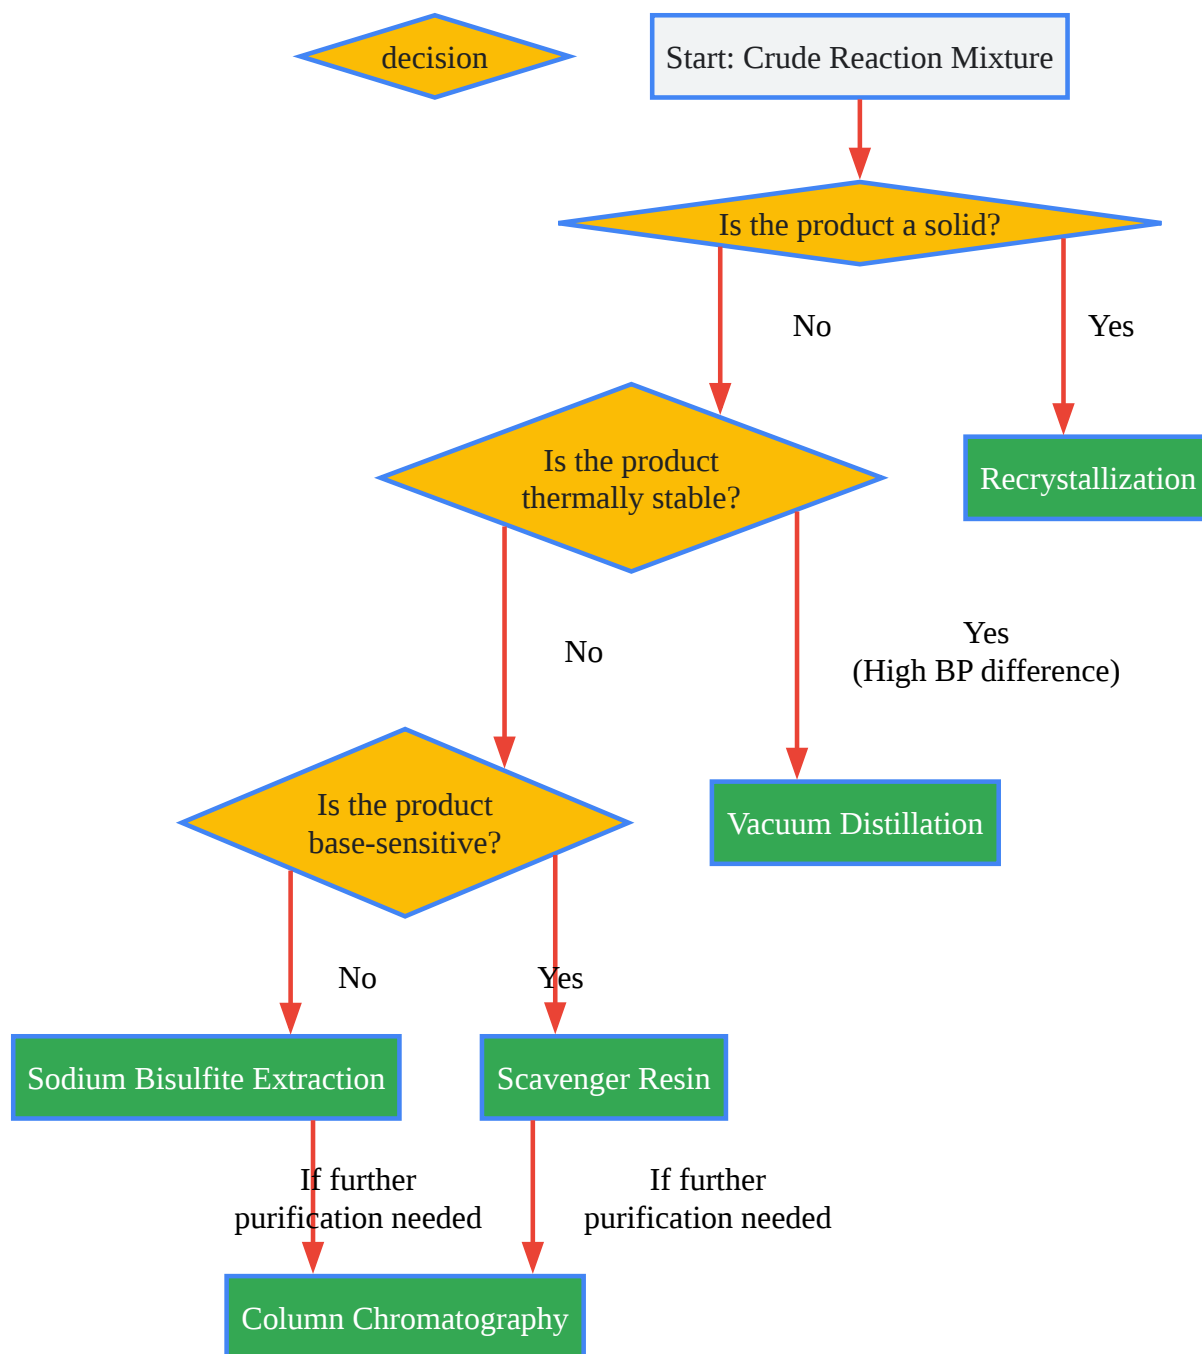 decision
Start: Crude Reaction Mixture
Is the product a solid?
No
Yes
Is the product
thermally stable?
Recrystallization
No
Yes
(High BP difference)
Is the product
base-sensitive?
Vacuum Distillation
No
Yes
Sodium Bisulfite Extraction
Scavenger Resin
If further
purification needed
If further
purification needed
Column Chromatography